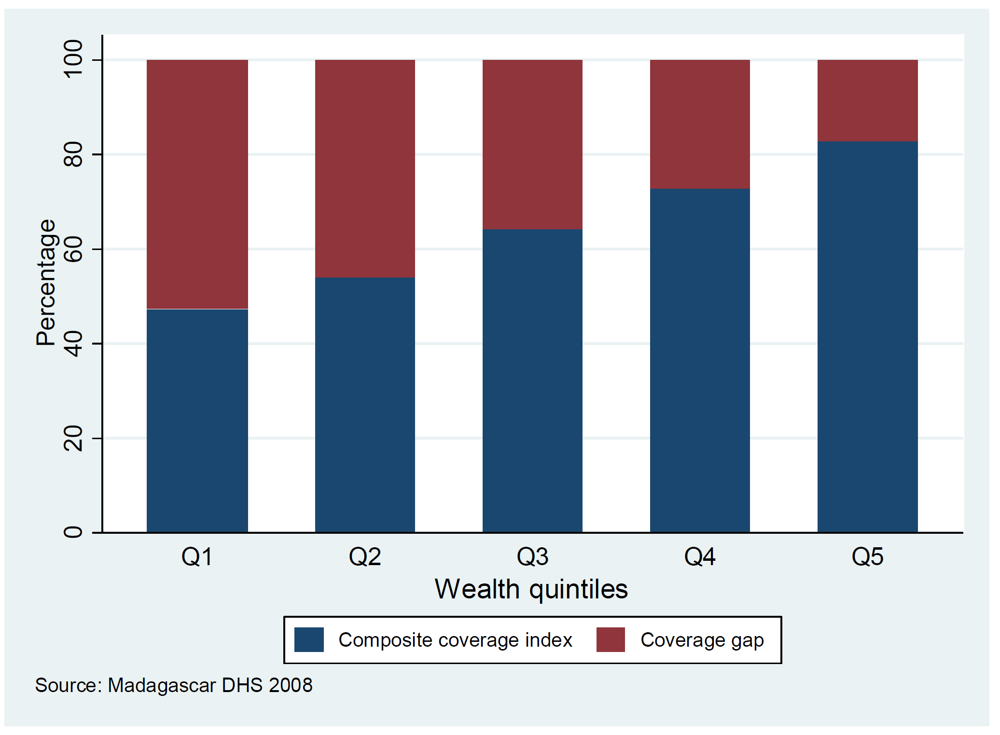 Percentage
100
80
60
40
20
0
Q1 Q2 Q3 Q4 Q5
Wealth quintiles
Composite coverage index Coverage gap
Source: Madagascar DHS 2008